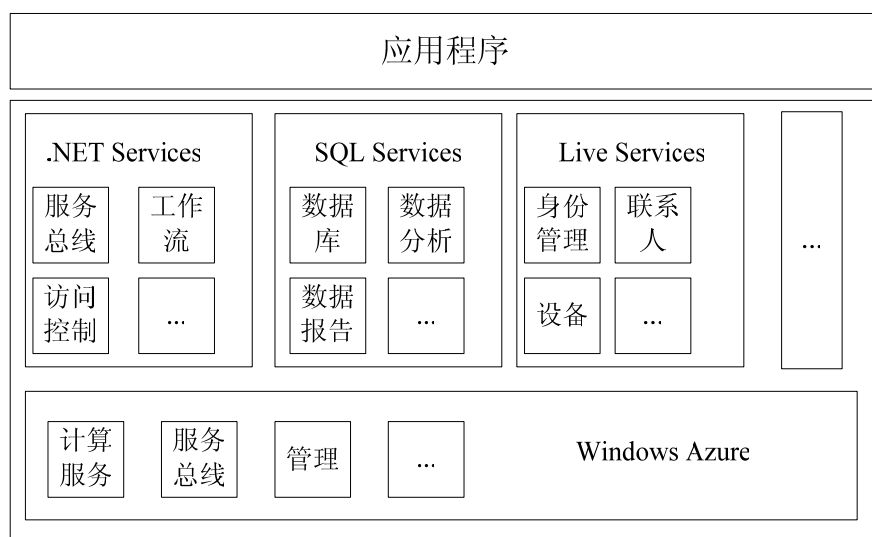 应用程序
.NET Services
服务
总线
工作
流
访问
控制
...
SQL Services
数据
库
数据
分析
数据
报告
...
Live Services
身份
管理
联系
人
设备
...
...
计算
服务
服务
总线
管理
...
Windows Azure